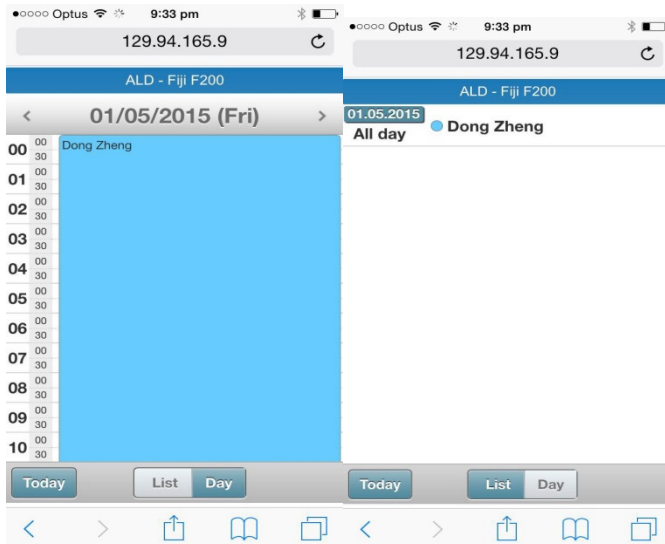 Optus 9:33 pm
129.94.165.9
ALD - Fiji F200
< 01/05/2015 (Fri) >
00 00
30
Dong Zheng
01 00
30
02 00
30
03 00
30
04 00
30
05 00
30
06 00
30
07 00
30
08 00
30
09 00
30
10 00
30
Today List Day
Optus 9:33 pm
129.94.165.9
ALD - Fiji F200
01.05.2015
All day Dong Zheng
Today List Day